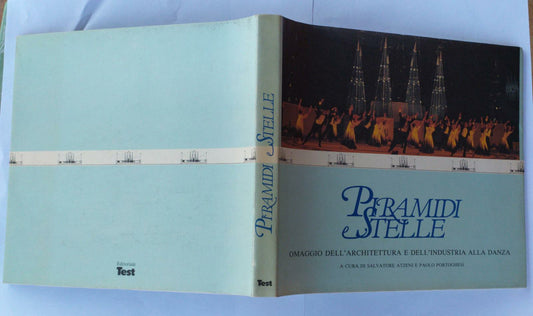 PIRAMIDI
STELLE
OMAGGIO DELL'ARCHITETTURA E DELL'INDUSTRIA ALLA DANZA
A CURA DI SALVATORE ATZENI E PAOLO PORTOGHESI
PIRAMIDI STELLE
Test
Editoriale
Test